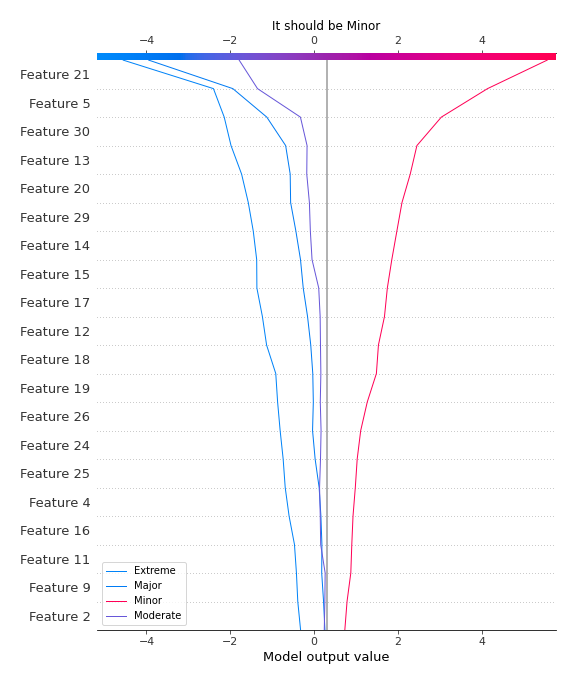 It should be Minor
−4 −2 0 2 4
Feature 21
Feature 5
Feature 30
Feature 13
Feature 20
Feature 29
Feature 14
Feature 15
Feature 17
Feature 12
Feature 18
Feature 19
Feature 26
Feature 24
Feature 25
Feature 4
Feature 16
Feature 11
Feature 9
Feature 2
Extreme
Major
Minor
Moderate
−4 −2 0 2 4
Model output value